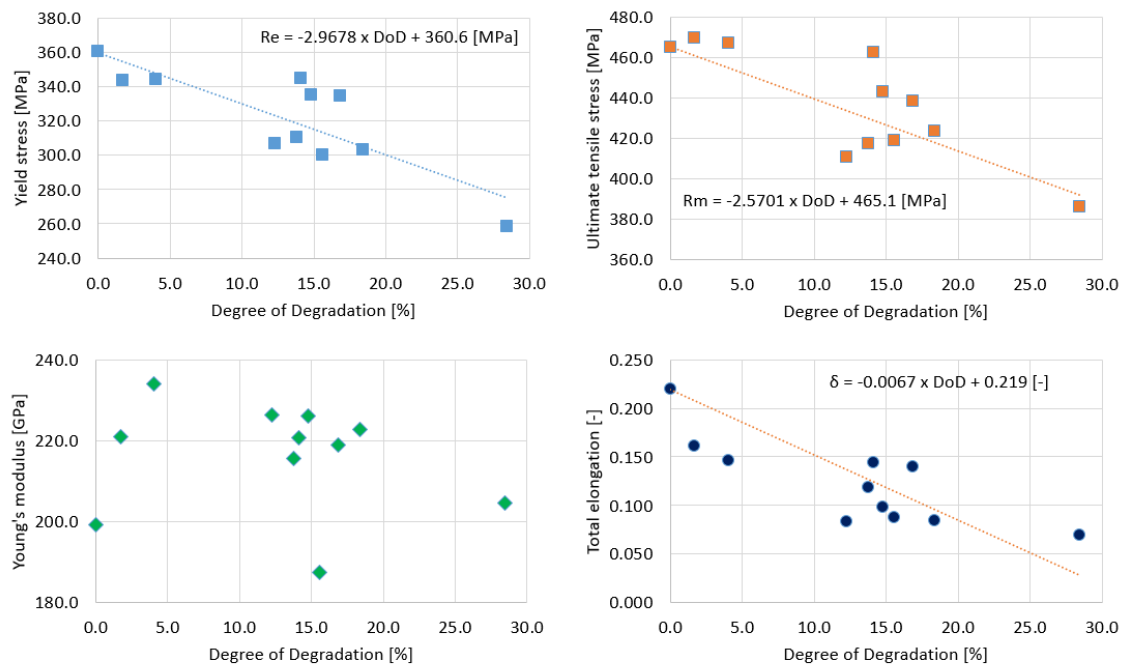 Re = -2.9678 x DoD + 360.6 [MPa]
Yield stress [MPa]
380.0
360.0
340.0
320.0
300.0
280.0
260.0
240.0
0.0 5.0 10.0 15.0 20.0 25.0 30.0
Degree of Degradation [%]
Ultimate tensile stress [MPa]
480.0
460.0
440.0
420.0
400.0
380.0
360.0
Rm = -2.5701 x DoD + 465.1 [MPa]
0.0 5.0 10.0 15.0 20.0 25.0 30.0
Degree of Degradation [%]
Young's modulus [GPa]
240.0
220.0
200.0
180.0
0.0 5.0 10.0 15.0 20.0 25.0 30.0
Degree of Degradation [%]
δ = -0.0067 x DoD + 0.219 [-]
Total elongation [-]
0.250
0.200
0.150
0.100
0.050
0.000
0.0 5.0 10.0 15.0 20.0 25.0 30.0
Degree of Degradation [%]